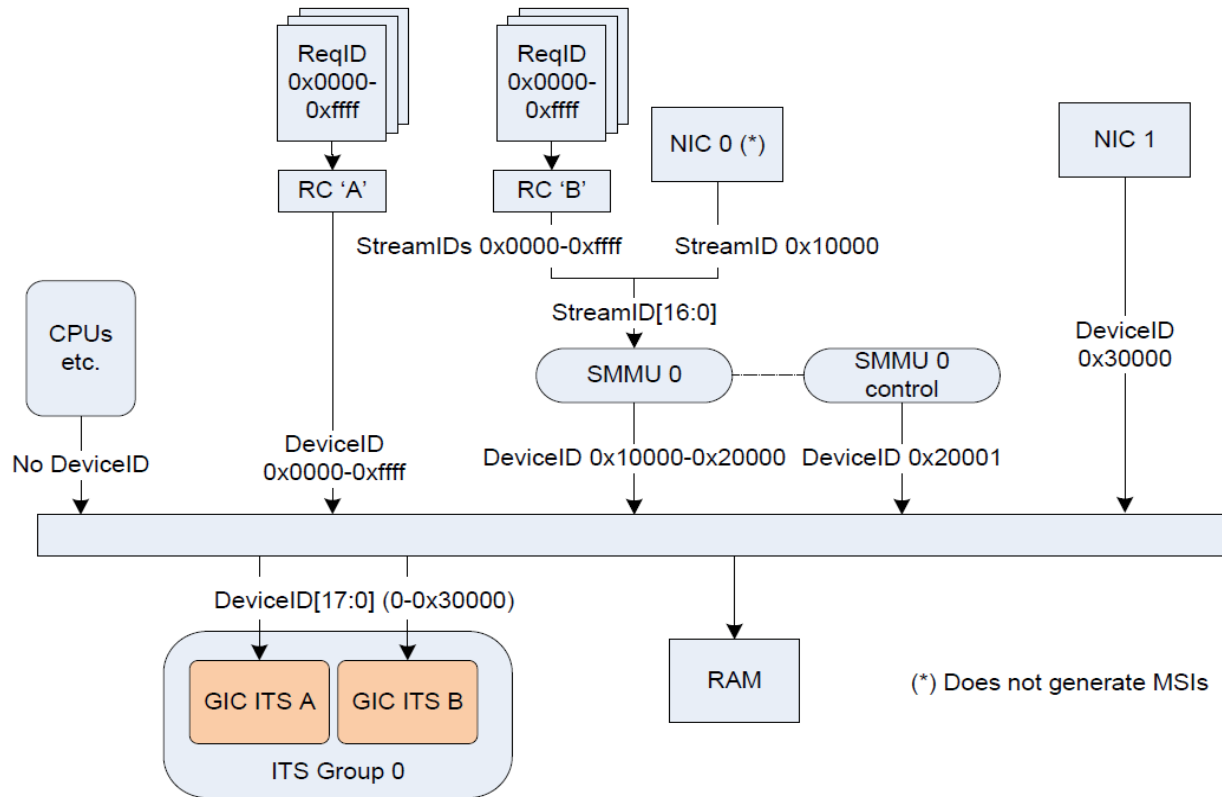 ReqID
0x0000-
0xffff
ReqID
0x0000-
0xffff
NIC 0 (*)
NIC 1
RC ‘A’
RC ‘B’
StreamIDs 0x0000-0xffff
StreamID 0x10000
CPUs
etc.
StreamID[16:0]
DeviceID
0x30000
SMMU 0
SMMU 0
control
No DeviceID
DeviceID
0x0000-0xffff
DeviceID 0x10000-0x20000
DeviceID 0x20001
DeviceID[17:0] (0-0x30000)
GIC ITS A
GIC ITS B
ITS Group 0
RAM
(*) Does not generate MSIs